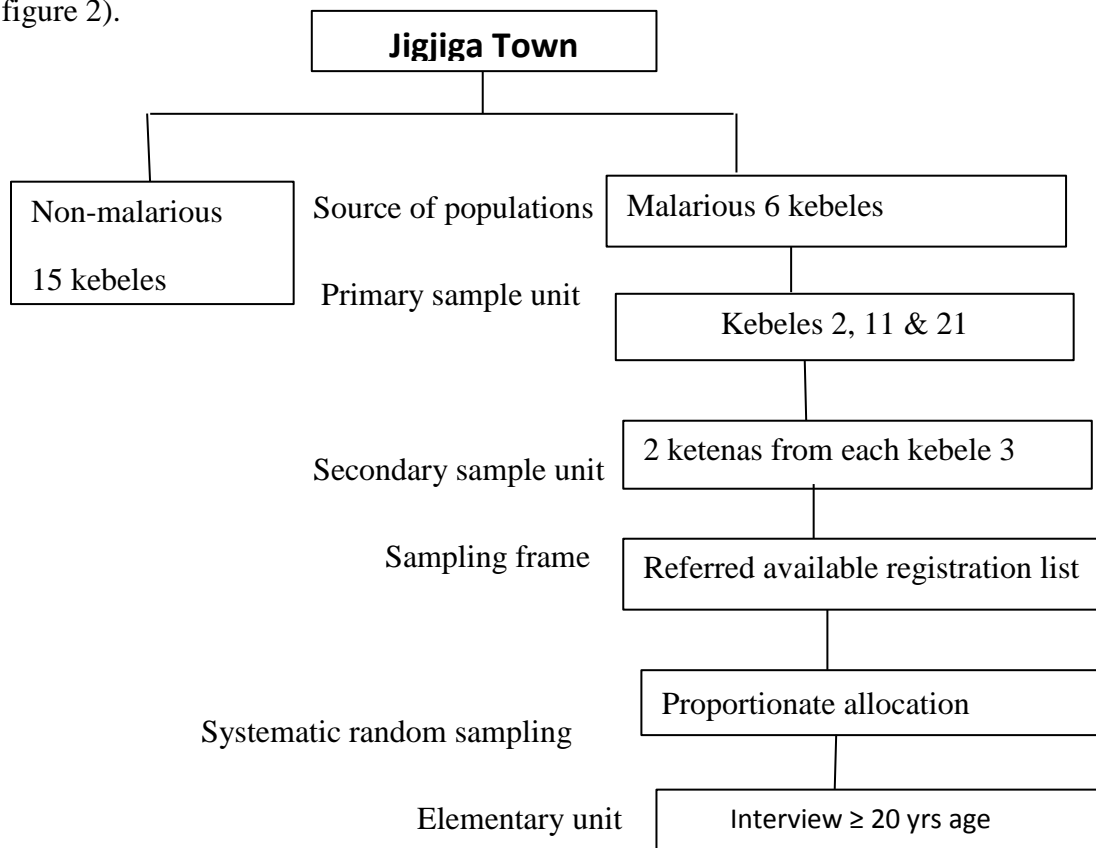 figure 2).
Jigjiga Town
Non-malarious
15 kebeles
Source of populations
Malarious 6 kebeles
Primary sample unit
Kebeles 2, 11 & 21
Secondary sample unit
2 ketenas from each kebele 3
Sampling frame
Referred available registration list
Systematic random sampling
Proportionate allocation
Elementary unit
Interview ≥ 20 yrs age